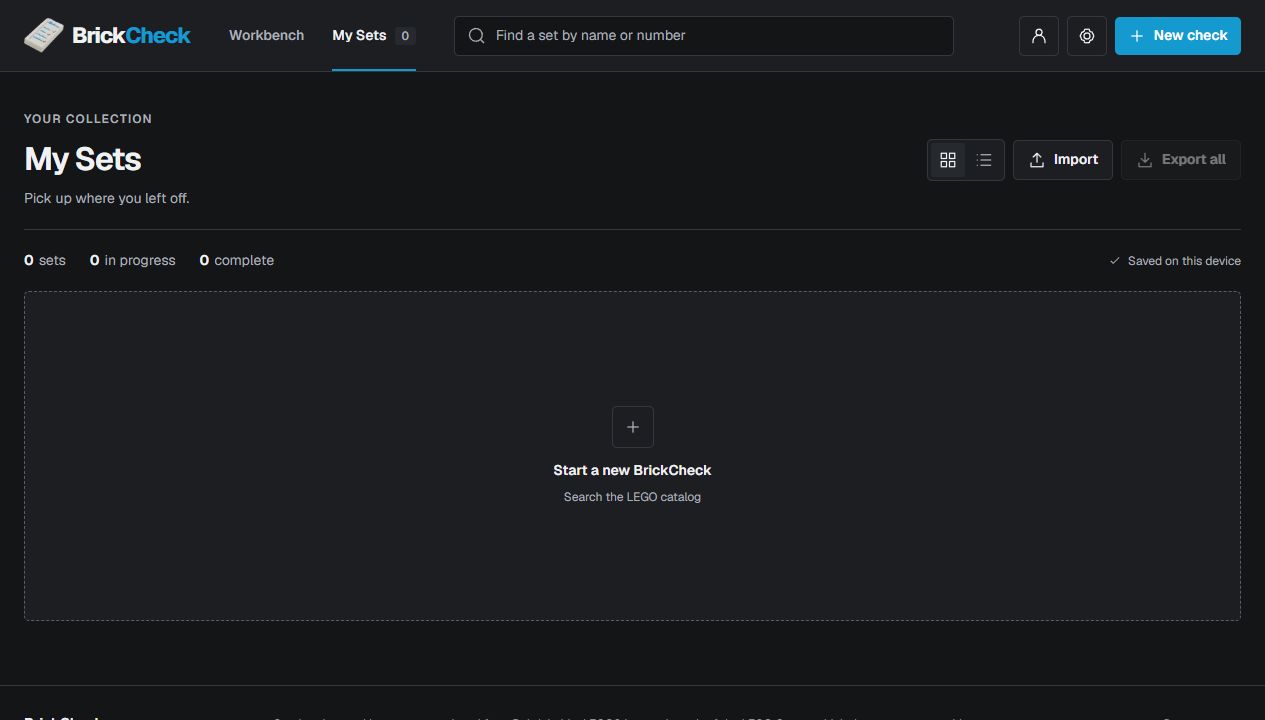 BrickCheck
Workbench
My Sets 0
Find a set by name or number
New check
YOUR COLLECTION
My Sets
Pick up where you left off.
Import
Export all
0 sets
0 in progress
0 complete
Saved on this device
Start a new BrickCheck
Search the LEGO catalog